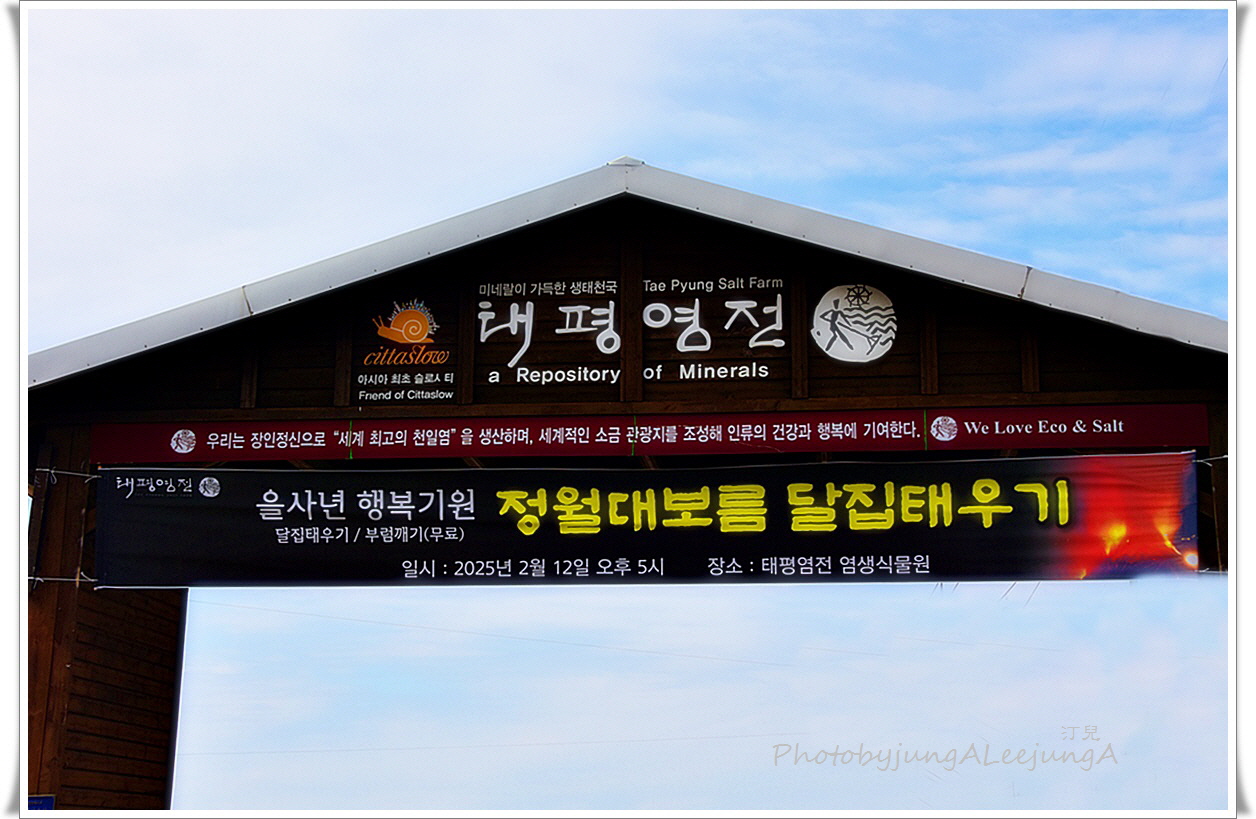 미네랄이 가득한 생태천국 Tae Pyung Salt Farm
태평염전
a Repository of Minerals
cittaslow
아시아 최초 슬로시티
Friend of Cittaslow
우리는 장인정신으로 "세계 최고의 천일염" 을 생산하며, 세계적인 소금 관광지를 조성해 인류의 건강과 행복에 기여한다. We Love Eco & Salt
태평염전
을사년 행복기원 정월대보름 달집태우기
달집태우기 / 부럼깨기(무료)
일시 : 2025년 2월 12일 오후 5시 장소 : 태평염전 염생식물원
汀兒
PhotobyjungALeejungA